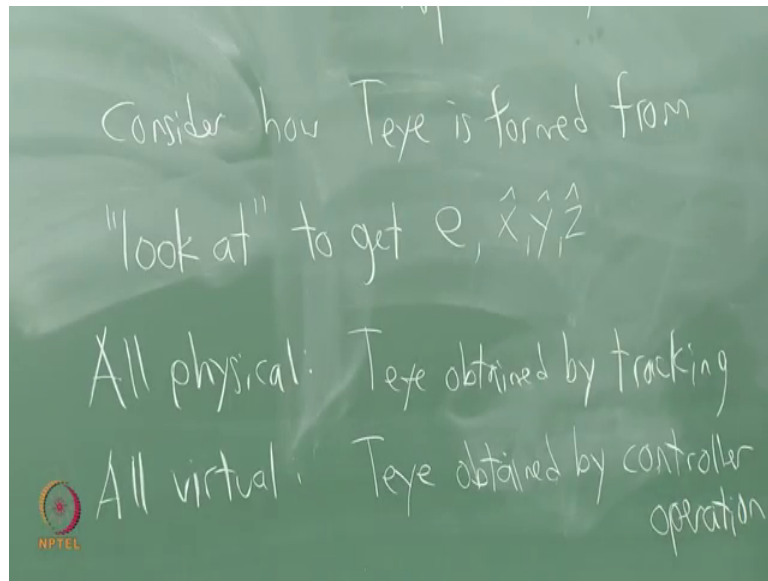 Consider how Teye is formed from
"look at" to get e, x̂, ŷ, ẑ
All physical: Teye obtained by tracking
All virtual: Teye obtained by controller
operation
NPTEL